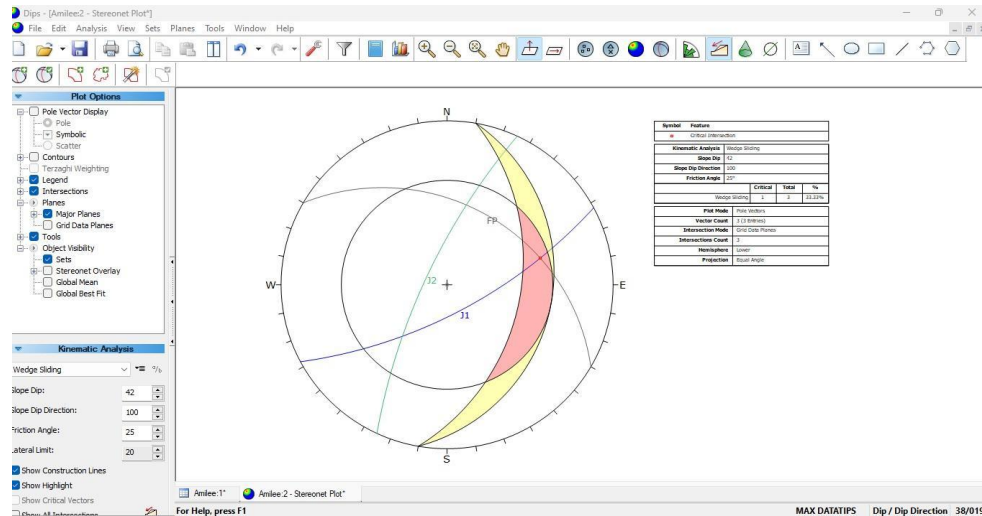 Dips - [Amilee:2 - Stereonet Plot*]
File Edit Analysis View Sets Planes Tools Window Help
Plot Options
Pole Vector Display
Pole
Symbolic
Scatter
Contours
Terzaghi Weighting
Legend
Intersections
Planes
Major Planes
Grid Data Planes
Tools
Object Visibility
Sets
Stereonet Overlay
Global Mean
Global Best Fit
Kinematic Analysis
Wedge Sliding
Slope Dip: 42
Slope Dip Direction: 100
Friction Angle: 25
Lateral Limit: 20
Show Construction Lines
Show Highlight
Show Critical Vectors
Show All Intersections
N
FP
J2
W
E
J1
S
Symbol Feature
Critical Intersection
Kinematic Analysis Wedge Sliding
Slope Dip 42
Slope Dip Direction 100
Friction Angle 25°
Critical Total %
Wedge Sliding 1 3 33.33%
Plot Mode Pole Vectors
Vector Count 3 (3 Entries)
Intersection Mode Grid Data Planes
Intersections Count 3
Hemisphere Lower
Projection Equal Angle
Amilee:1* Amilee:2 - Stereonet Plot*
For Help, press F1 MAX DATATIPS Dip / Dip Direction 38/019